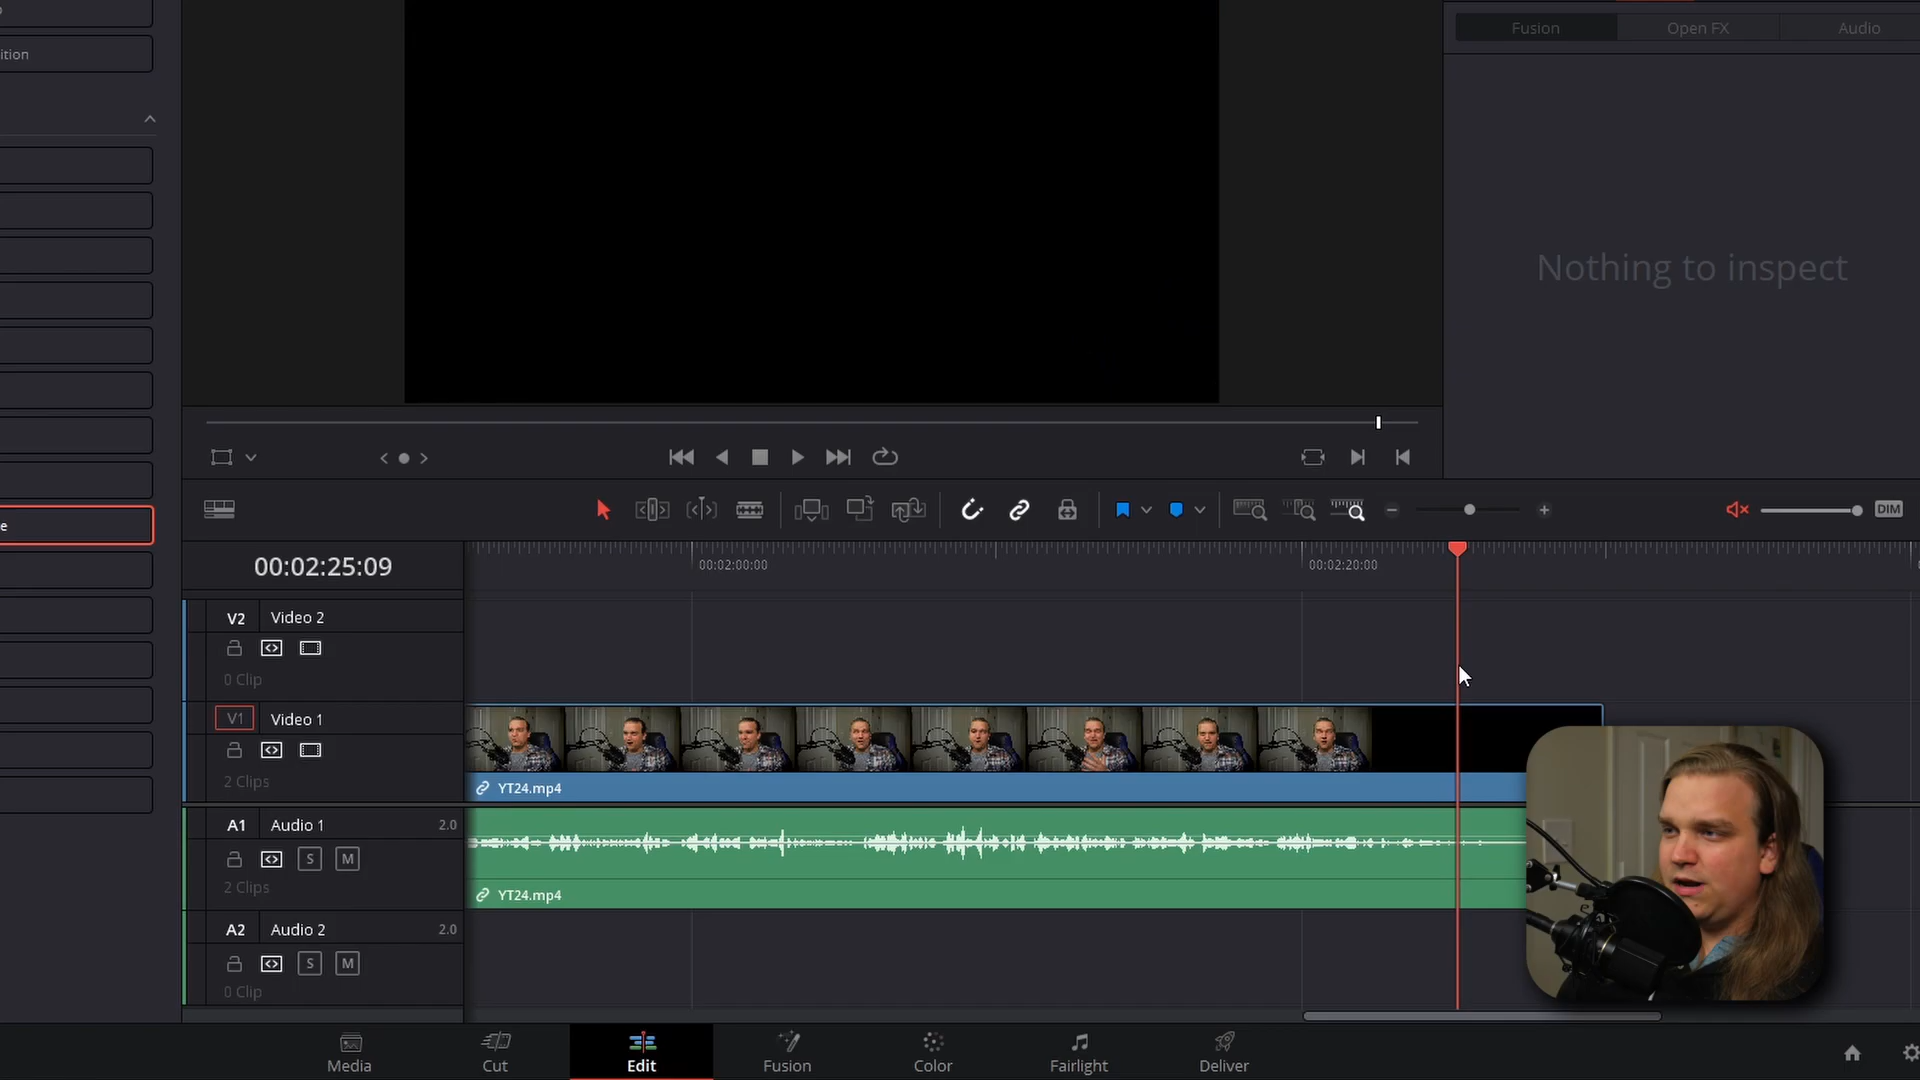 ition
Fusion
Open FX
Audio
Nothing to inspect
e
DIM
00:02:25:09
00:02:00:00
00:02:20:00
V2
Video 2
0 Clip
V1
Video 1
2 Clips
YT24.mp4
A1
Audio 1
2.0
S
M
2 Clips
YT24.mp4
A2
Audio 2
2.0
S
M
0 Clip
Media
Cut
Edit
Fusion
Color
Fairlight
Deliver